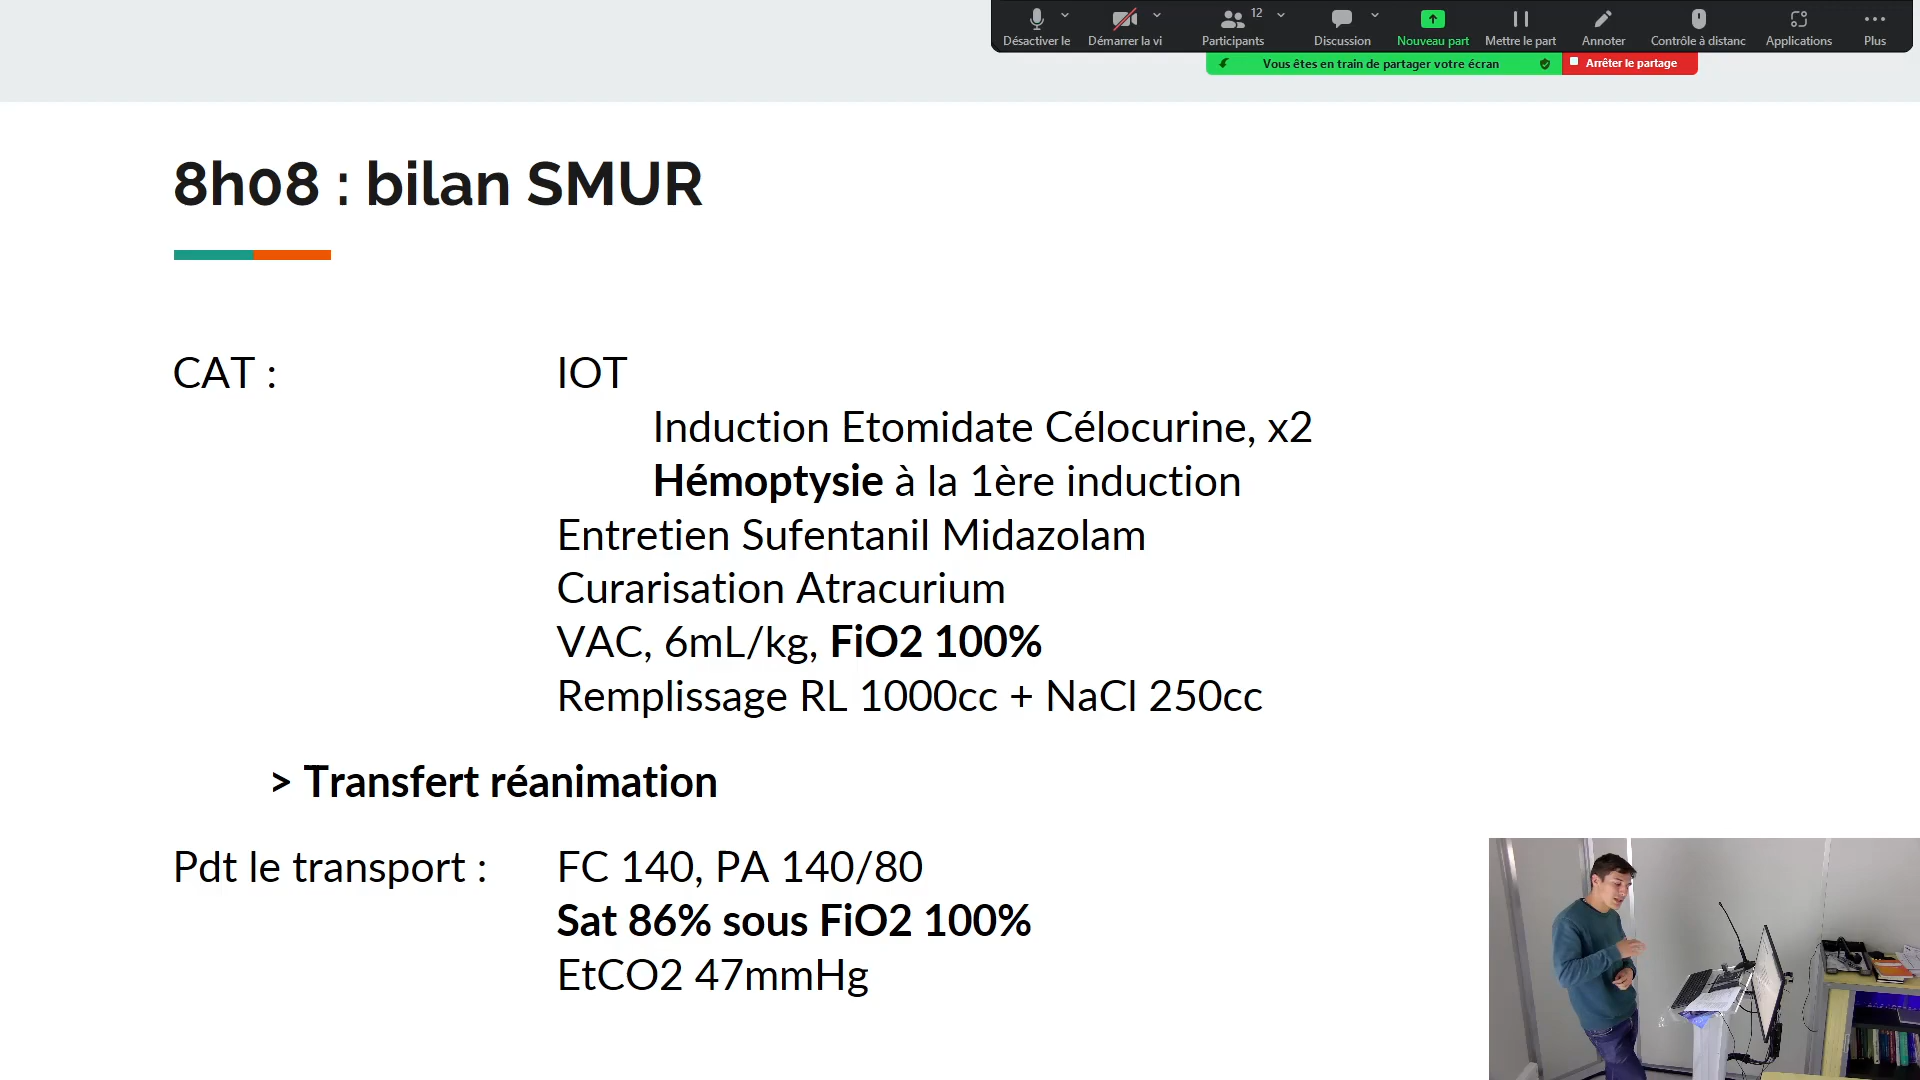 Désactiver le
Démarrer la vi
12
Participants
Discussion
Nouveau part
Mettre le part
Annoter
Contrôle à distanc
Applications
Plus
Vous êtes en train de partager votre écran
Arrêter le partage
8h08 : bilan SMUR
CAT : IOT
Induction Etomidate Célocurine, x2
Hémoptysie à la 1ère induction
Entretien Sufentanil Midazolam
Curarisation Atracurium
VAC, 6mL/kg, FiO2 100%
Remplissage RL 1000cc + NaCl 250cc
> Transfert réanimation
Pdt le transport : FC 140, PA 140/80
Sat 86% sous FiO2 100%
EtCO2 47mmHg